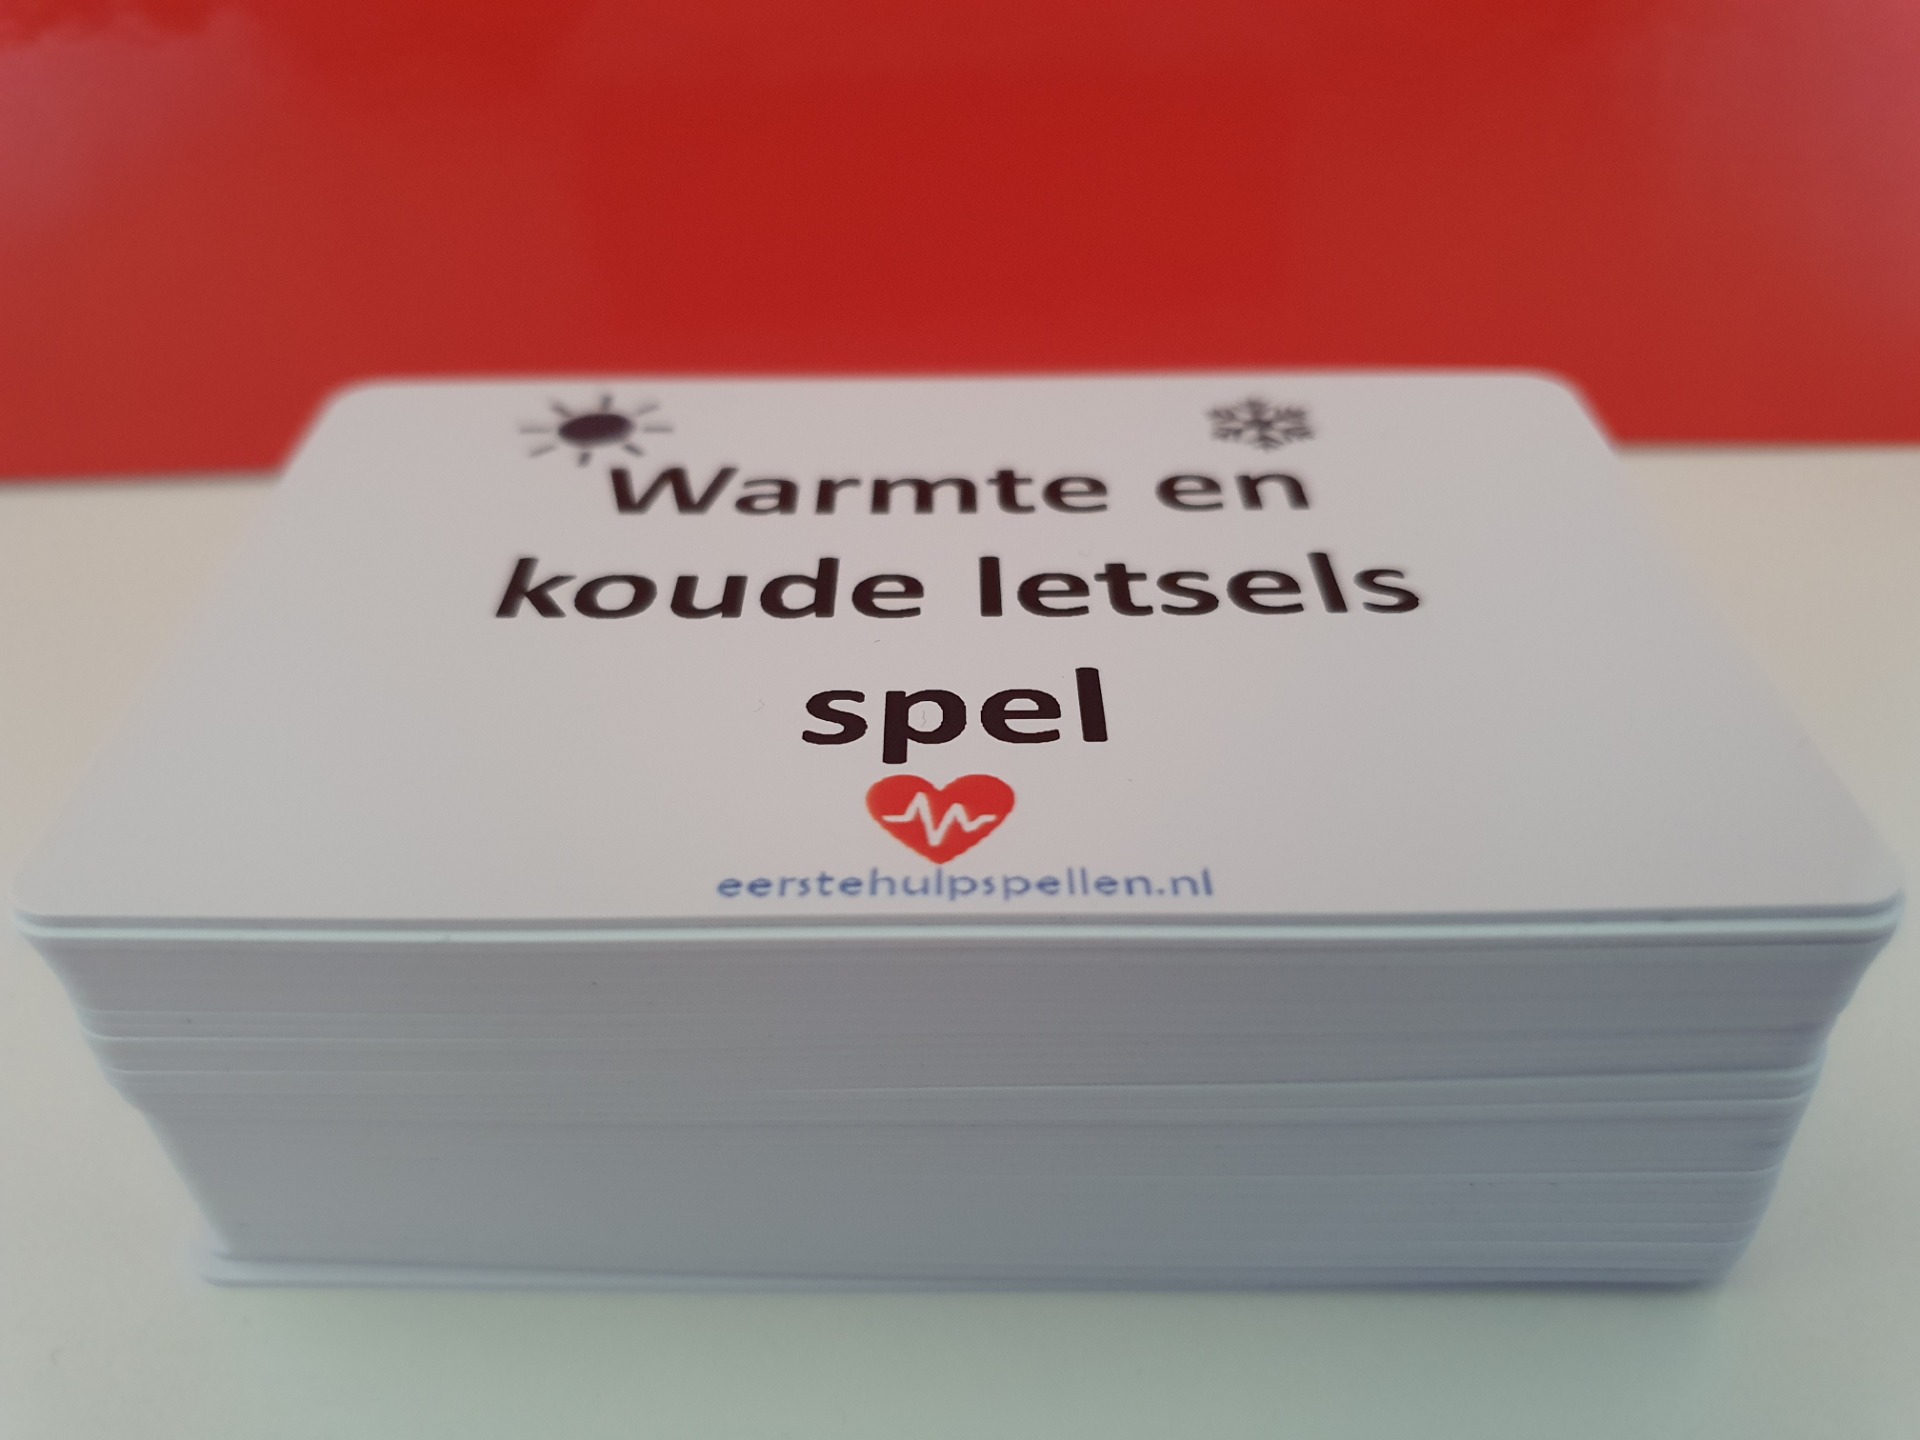 Warmte en
koude letsels
spel
eerstehulpspellen.nl